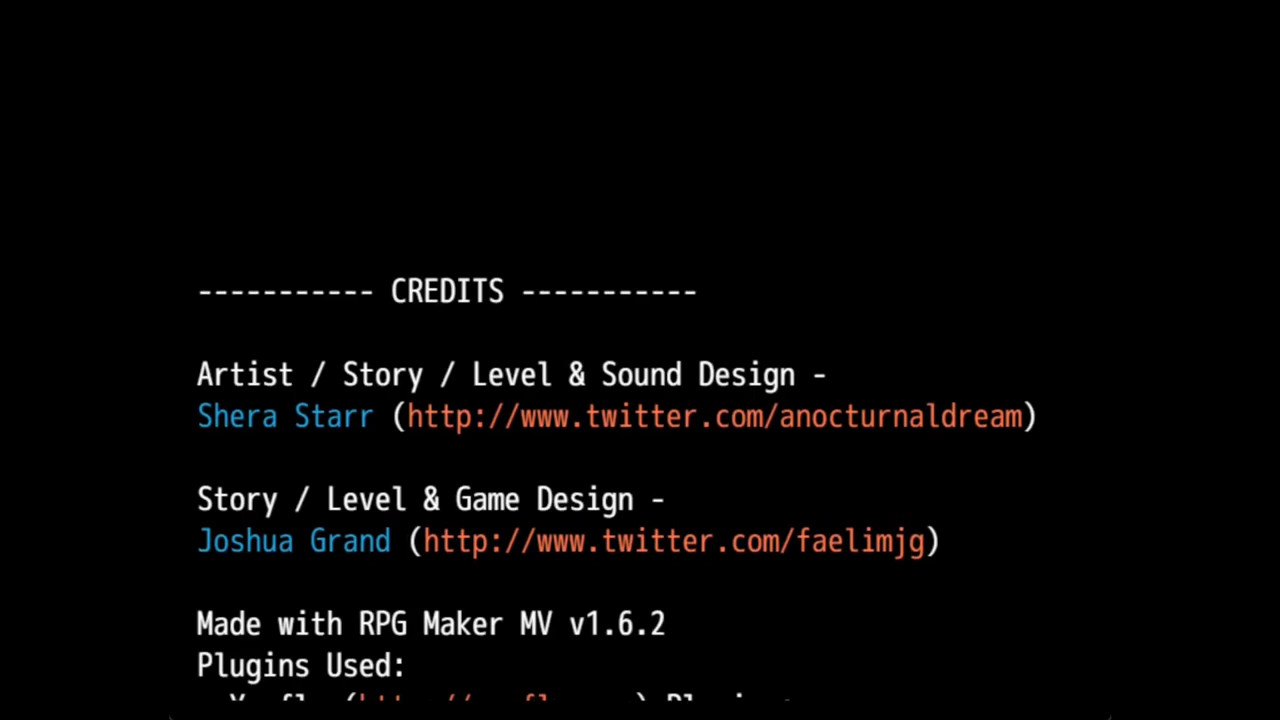 ----------- CREDITS -----------
Artist / Story / Level & Sound Design -
Shera Starr (http://www.twitter.com/anocturnaldream)
Story / Level & Game Design -
Joshua Grand (http://www.twitter.com/faelimjg)
Made with RPG Maker MV v1.6.2
Plugins Used: